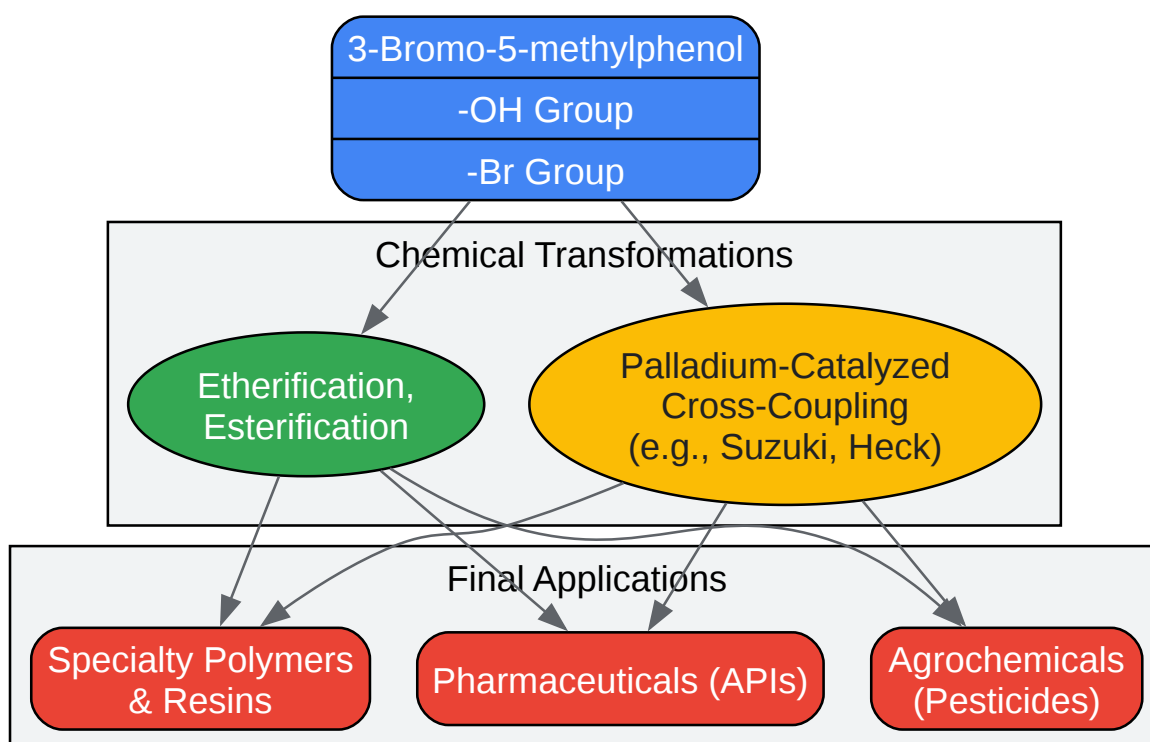 3-Bromo-5-methylphenol
-OH Group
-Br Group
Chemical Transformations
Etherification,
Esterification
Palladium-Catalyzed
Cross-Coupling
(e.g., Suzuki, Heck)
Final Applications
Specialty Polymers
& Resins
Pharmaceuticals (APIs)
Agrochemicals
(Pesticides)